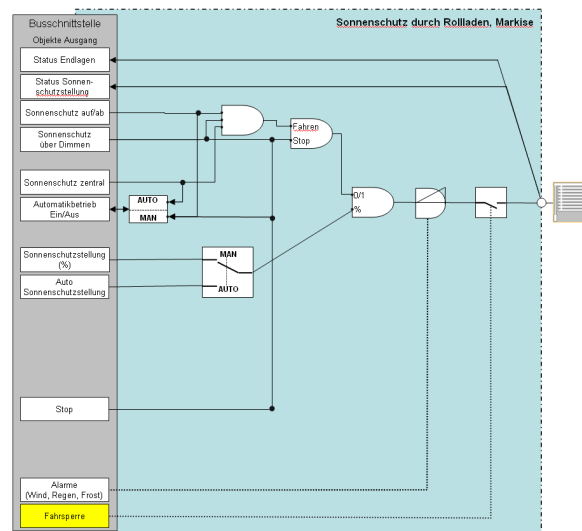 Busschnittstelle
Sonnenschutz durch Rollladen, Markise
Objekte Ausgang
Status Endlagen
Status Sonnen-
schutzstellung
Sonnenschutz auf/ab
Sonnenschutz
über Dimmen
Fahren
Stop
Sonnenschutz zentral
Automatikbetrieb
Ein/Aus
AUTO
MAN
0/1
%
Sonnenschutzstellung
(%)
Auto
Sonnenschutzstellung
MAN
AUTO
Stop
Alarme
(Wind, Regen, Frost)
Fahrsperre